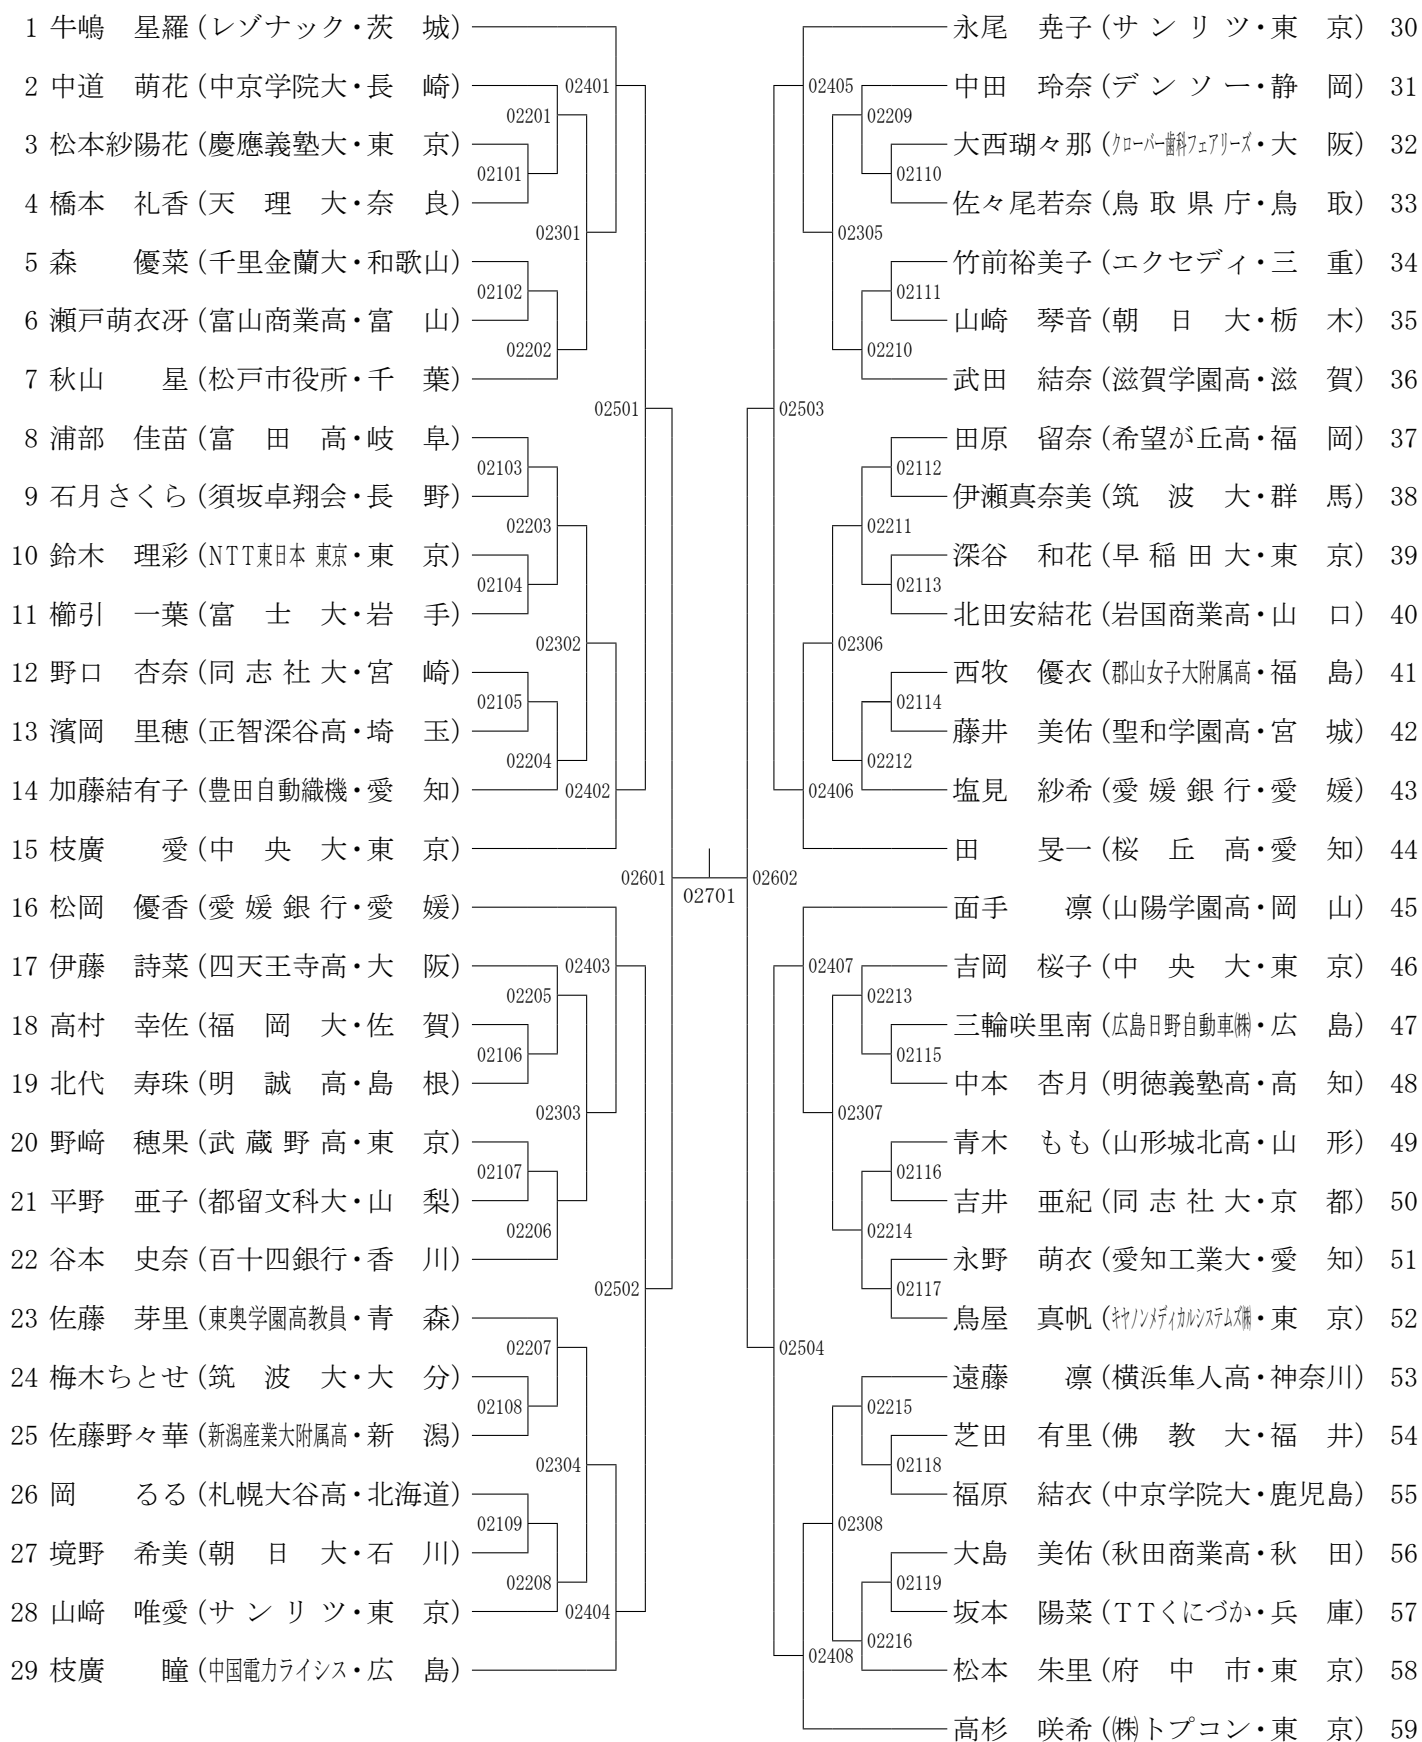 1 牛嶋　星羅 (レゾナック・茨　城)
2 中道　萌花 (中京学院大・長　崎)
3 松本紗陽花 (慶應義塾大・東　京)
4 橋本　礼香 (天　理　大・奈　良)
5 森　　優菜 (千里金蘭大・和歌山)
6 瀬戸萌衣冴 (富山商業高・富　山)
7 秋山　　星 (松戸市役所・千　葉)
8 浦部　佳苗 (富　田　高・岐　阜)
9 石月さくら (須坂卓翔会・長　野)
10 鈴木　理彩 (NTT東日本 東京・東　京)
11 櫛引　一葉 (富　士　大・岩　手)
12 野口　杏奈 (同 志 社 大・宮　崎)
13 濱岡　里穂 (正智深谷高・埼　玉)
14 加藤結有子 (豊田自動織機・愛　知)
15 枝廣　　愛 (中　央　大・東　京)
16 松岡　優香 (愛 媛 銀 行・愛　媛)
17 伊藤　詩菜 (四天王寺高・大　阪)
18 高村　幸佐 (福　岡　大・佐　賀)
19 北代　寿珠 (明　誠　高・島　根)
20 野﨑　穂果 (武 蔵 野 高・東　京)
21 平野　亜子 (都留文科大・山　梨)
22 谷本　史奈 (百十四銀行・香　川)
23 佐藤　芽里 (東奥学園高教員・青　森)
24 梅木ちとせ (筑　波　大・大　分)
25 佐藤野々華 (新潟産業大附属高・新　潟)
26 岡　　るる (札幌大谷高・北海道)
27 境野　希美 (朝　日　大・石　川)
28 山﨑　唯愛 (サ ン リ ツ・東　京)
29 枝廣　　瞳 (中国電力ライシス・広　島)
02101
02102
02103
02104
02105
02106
02107
02108
02109
02201
02202
02203
02204
02205
02206
02207
02208
02301
02302
02303
02304
02401
02402
02403
02404
02501
02502
02601
02701
02602
02503
02504
02405
02406
02407
02408
02305
02306
02307
02308
02209
02210
02211
02212
02213
02214
02215
02216
02110
02111
02112
02113
02114
02115
02116
02117
02118
02119
永尾　尭子 (サ ン リ ツ・東　京) 30
中田　玲奈 (デ ン ソ ー・静　岡) 31
大西瑚々那 (クローバー歯科フェアリーズ・大　阪) 32
佐々尾若奈 (鳥 取 県 庁・鳥　取) 33
竹前裕美子 (エクセディ・三　重) 34
山崎　琴音 (朝　日　大・栃　木) 35
武田　結奈 (滋賀学園高・滋　賀) 36
田原　留奈 (希望が丘高・福　岡) 37
伊瀬真奈美 (筑　波　大・群　馬) 38
深谷　和花 (早 稲 田 大・東　京) 39
北田安結花 (岩国商業高・山　口) 40
西牧　優衣 (郡山女子大附属高・福　島) 41
藤井　美佑 (聖和学園高・宮　城) 42
塩見　紗希 (愛 媛 銀 行・愛　媛) 43
田　　旻一 (桜　丘　高・愛　知) 44
面手　　凛 (山陽学園高・岡　山) 45
吉岡　桜子 (中　央　大・東　京) 46
三輪咲里南 (広島日野自動車㈱・広　島) 47
中本　杏月 (明徳義塾高・高　知) 48
青木　もも (山形城北高・山　形) 49
吉井　亜紀 (同 志 社 大・京　都) 50
永野　萌衣 (愛知工業大・愛　知) 51
鳥屋　真帆 (キヤノンメディカルシステムズ㈱・東　京) 52
遠藤　　凛 (横浜隼人高・神奈川) 53
芝田　有里 (佛　教　大・福　井) 54
福原　結衣 (中京学院大・鹿児島) 55
大島　美佑 (秋田商業高・秋　田) 56
坂本　陽菜 (TTくにづか・兵　庫) 57
松本　朱里 (府　中　市・東　京) 58
高杉　咲希 (㈱トプコン・東　京) 59